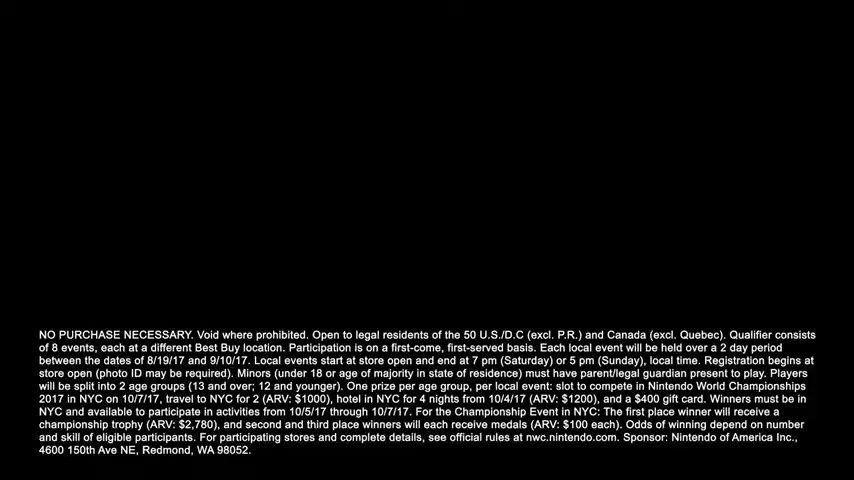 NO PURCHASE NECESSARY. Void where prohibited. Open to legal residents of the 50 U.S./D.C (excl. P.R.) and Canada (excl. Quebec). Qualifier consists
of 8 events, each at a different Best Buy location. Participation is on a first-come, first-served basis. Each local event will be held over a 2 day period
between the dates of 8/19/17 and 9/10/17. Local events start at store open and end at 7 pm (Saturday) or 5 pm (Sunday), local time. Registration begins at
store open (photo ID may be required). Minors (under 18 or age of majority in state of residence) must have parent/legal guardian present to play. Players
will be split into 2 age groups (13 and over; 12 and younger). One prize per age group, per local event: slot to compete in Nintendo World Championships
2017 in NYC on 10/7/17, travel to NYC for 2 (ARV: $1000), hotel in NYC for 4 nights from 10/4/17 (ARV: $1200), and a $400 gift card. Winners must be in
NYC and available to participate in activities from 10/5/17 through 10/7/17. For the Championship Event in NYC: The first place winner will receive a
championship trophy (ARV: $2,780), and second and third place winners will each receive medals (ARV: $100 each). Odds of winning depend on number
and skill of eligible participants. For participating stores and complete details, see official rules at nwc.nintendo.com. Sponsor: Nintendo of America Inc.,
4600 150th Ave NE, Redmond, WA 98052.